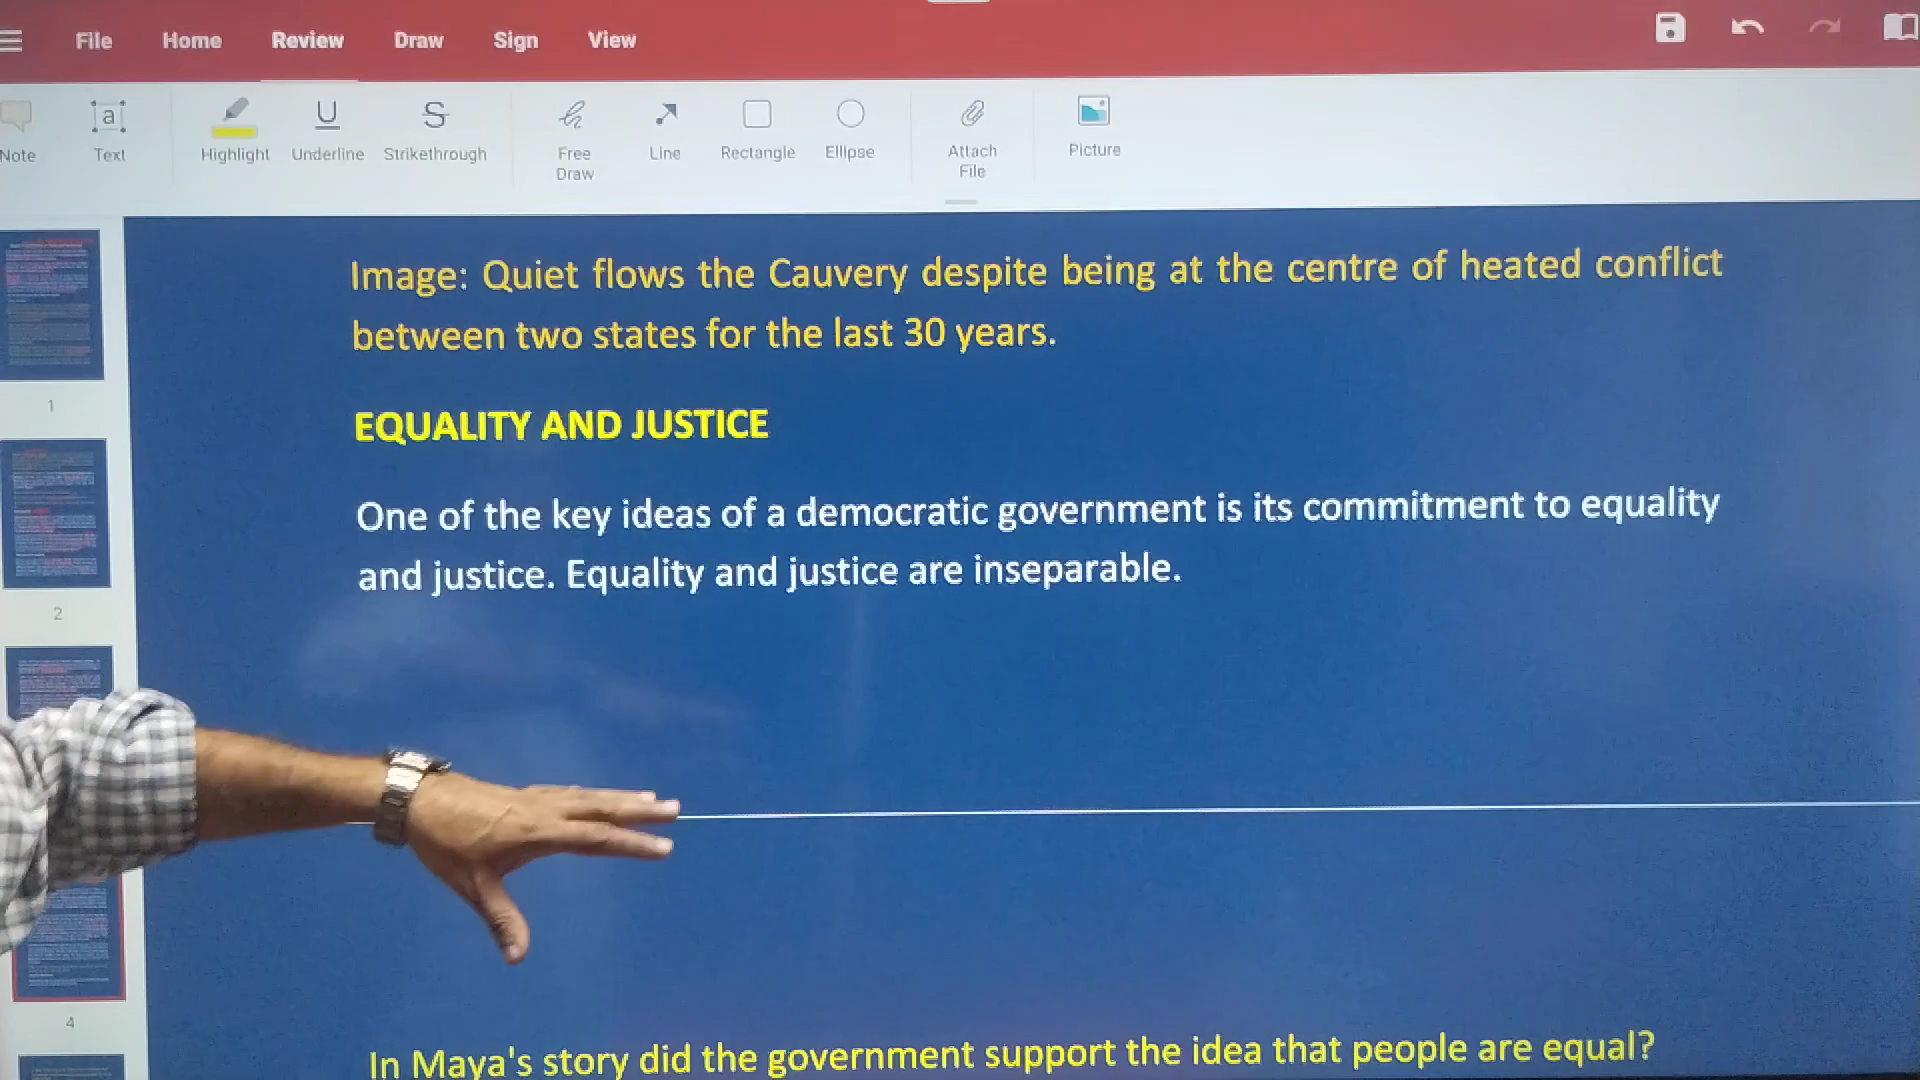 File Home Review Draw Sign View
Note Text Highlight Underline Strikethrough Free Draw Line Rectangle Ellipse Attach File Picture
Image: Quiet flows the Cauvery despite being at the centre of heated conflict
between two states for the last 30 years.
EQUALITY AND JUSTICE
One of the key ideas of a democratic government is its commitment to equality
and justice. Equality and justice are inseparable.
In Maya's story did the government support the idea that people are equal?
1
2
4